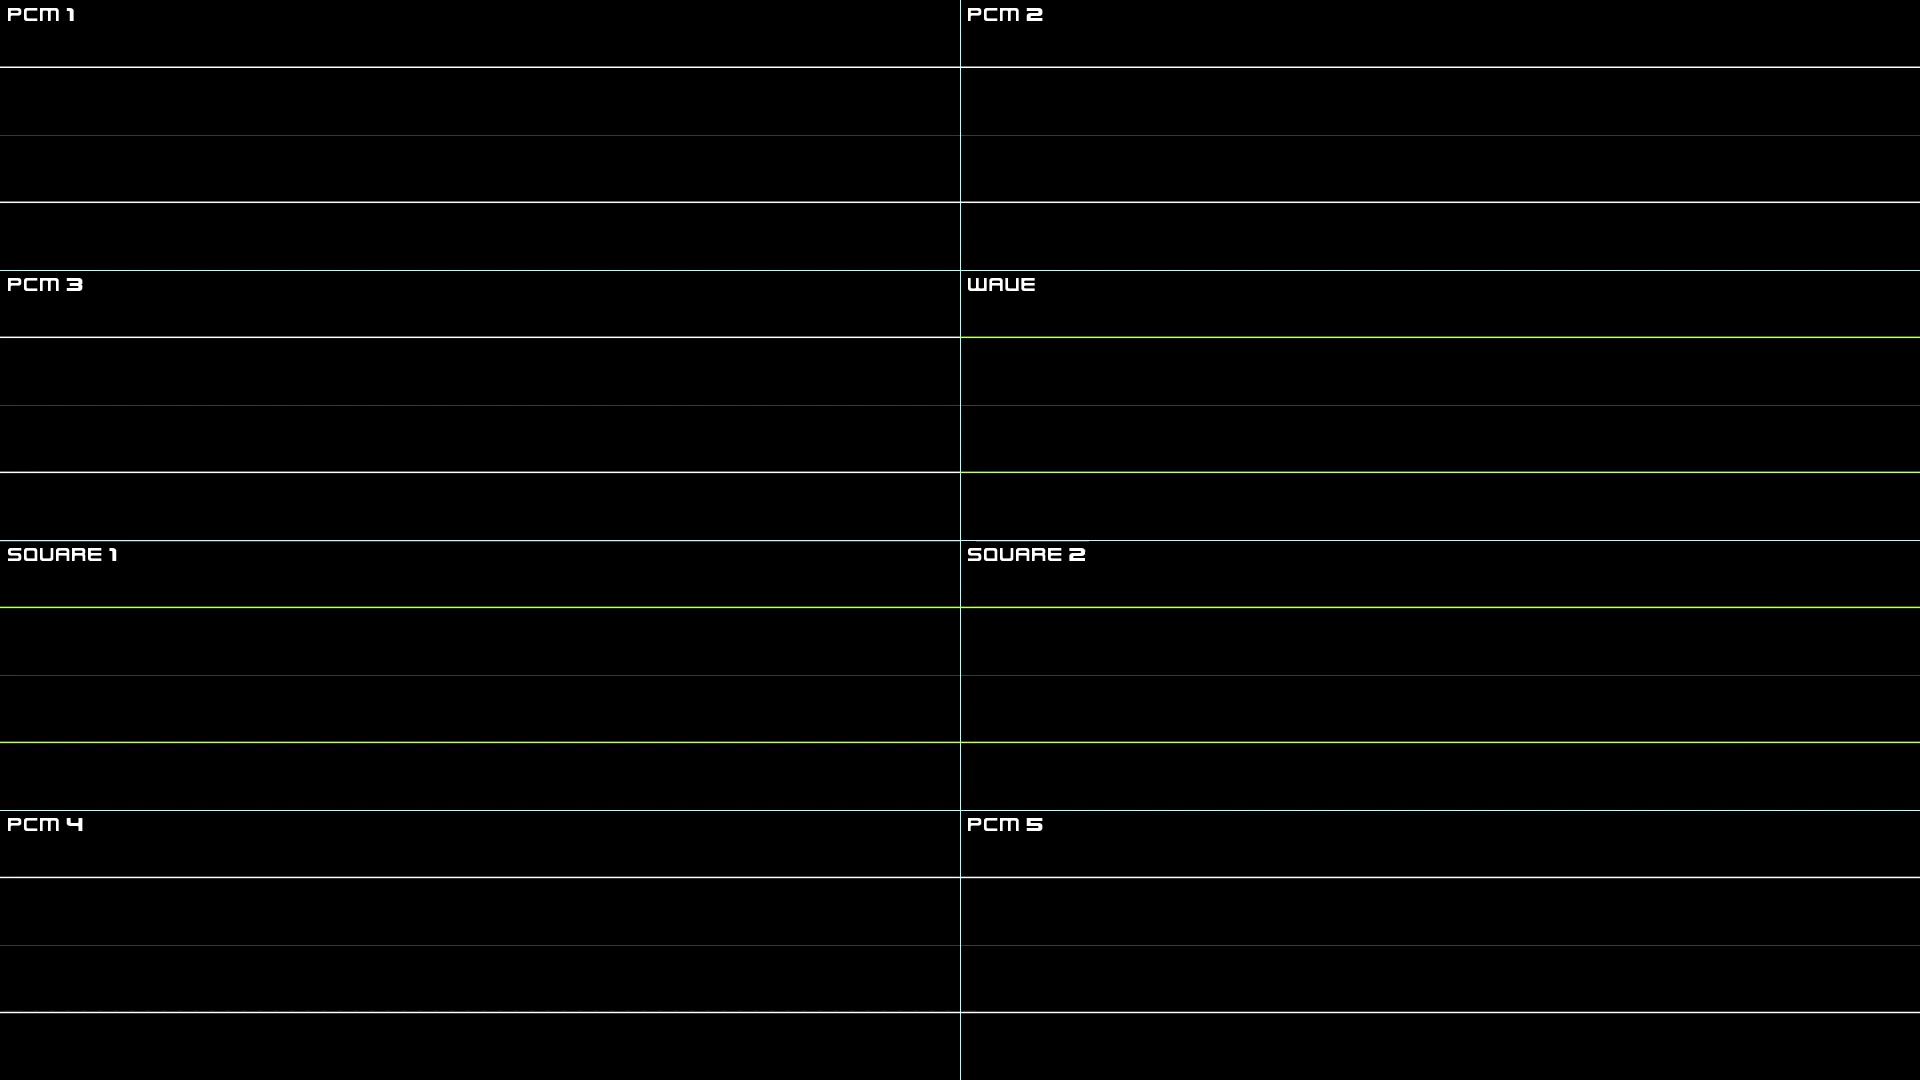 PCM 1
PCM 2
PCM 3
WAVE
SQUARE 1
SQUARE 2
PCM 4
PCM 5